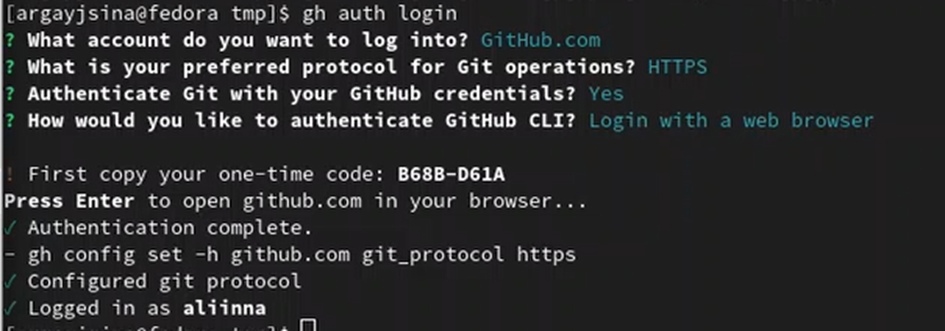 [argayjsina@fedora tmp]$ gh auth login
? What account do you want to log into? GitHub.com
? What is your preferred protocol for Git operations? HTTPS
? Authenticate Git with your GitHub credentials? Yes
? How would you like to authenticate GitHub CLI? Login with a web browser
! First copy your one-time code: B68B-D61A
Press Enter to open github.com in your browser...
✓ Authentication complete.
- gh config set -h github.com git_protocol https
✓ Configured git protocol
✓ Logged in as aliinna
[argayjsina@fedora tmp]$